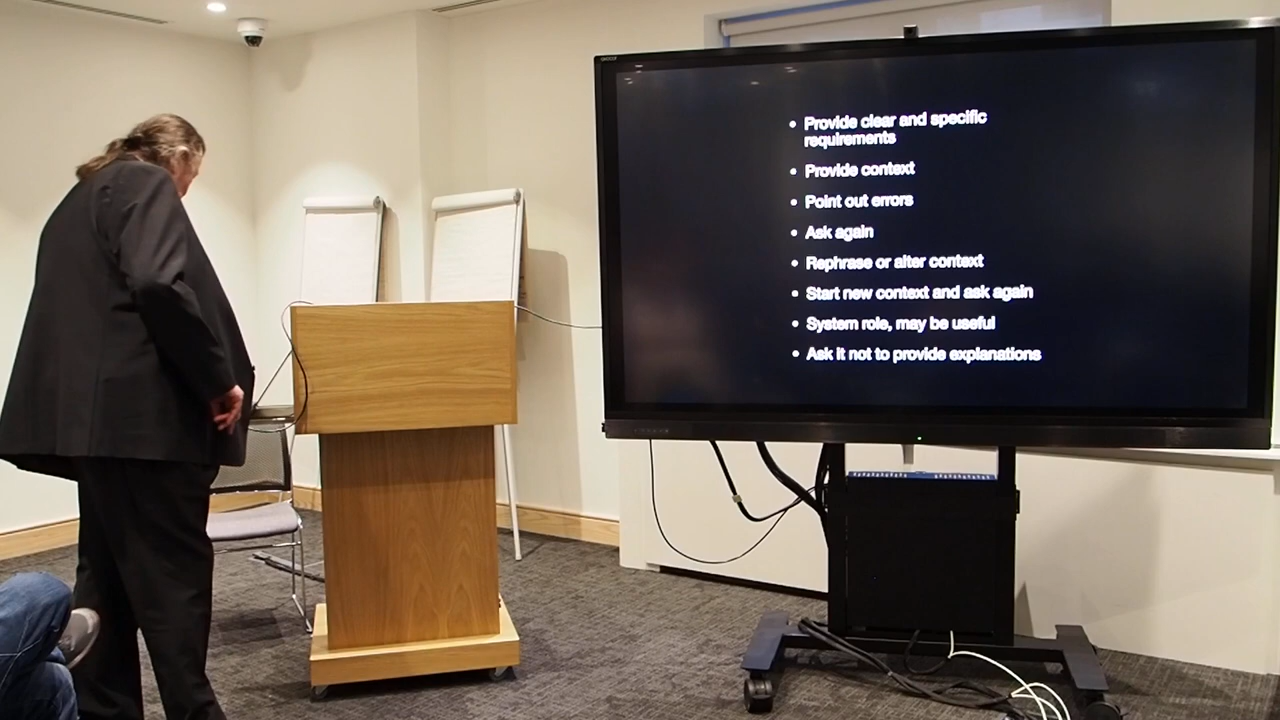 • Provide clear and specific
requirements
• Provide context
• Point out errors
• Ask again
• Rephrase or alter context
• Start new context and ask again
• System role, may be useful
• Ask it not to provide explanations